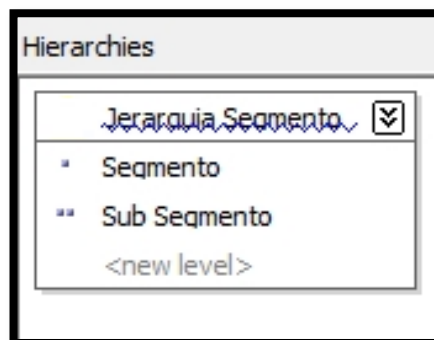 Hierarchies
Jerarquia Segmento
Segmento
Sub Segmento
<new level>